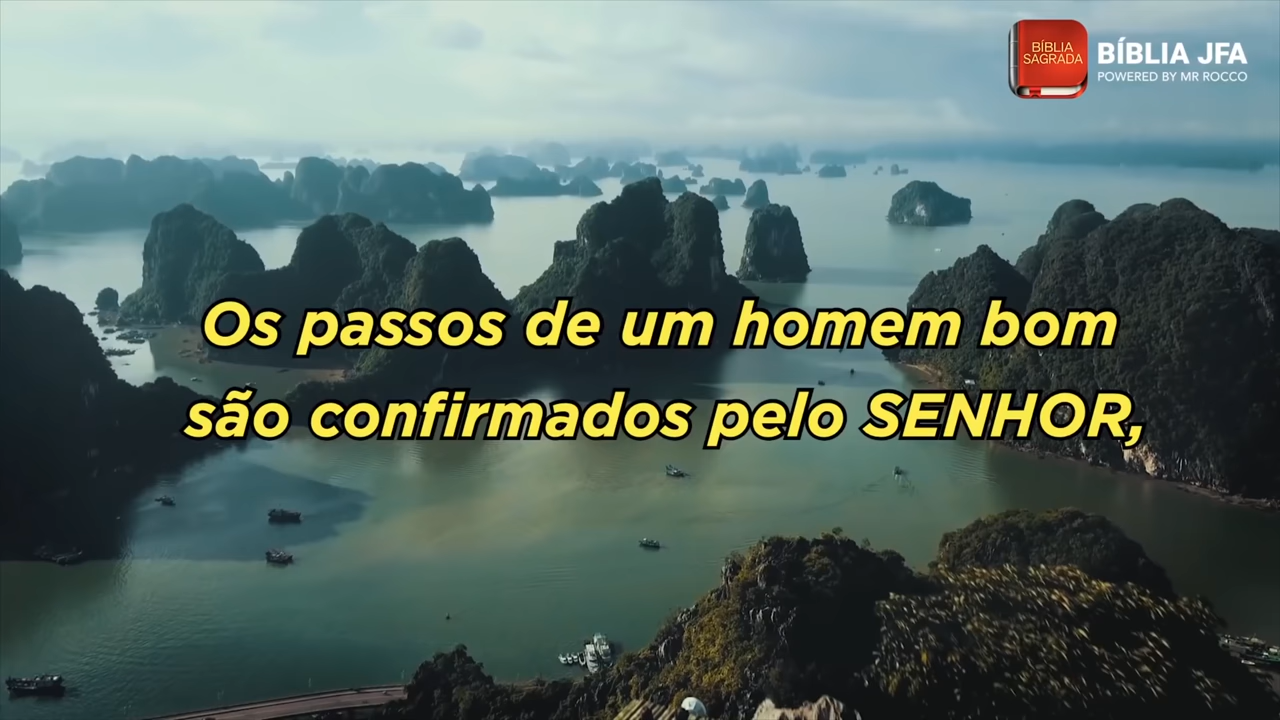 BÍBLIA
SAGRADA
BÍBLIA JFA
POWERED BY MR ROCCO
Os passos de um homem bom
são confirmados pelo SENHOR,